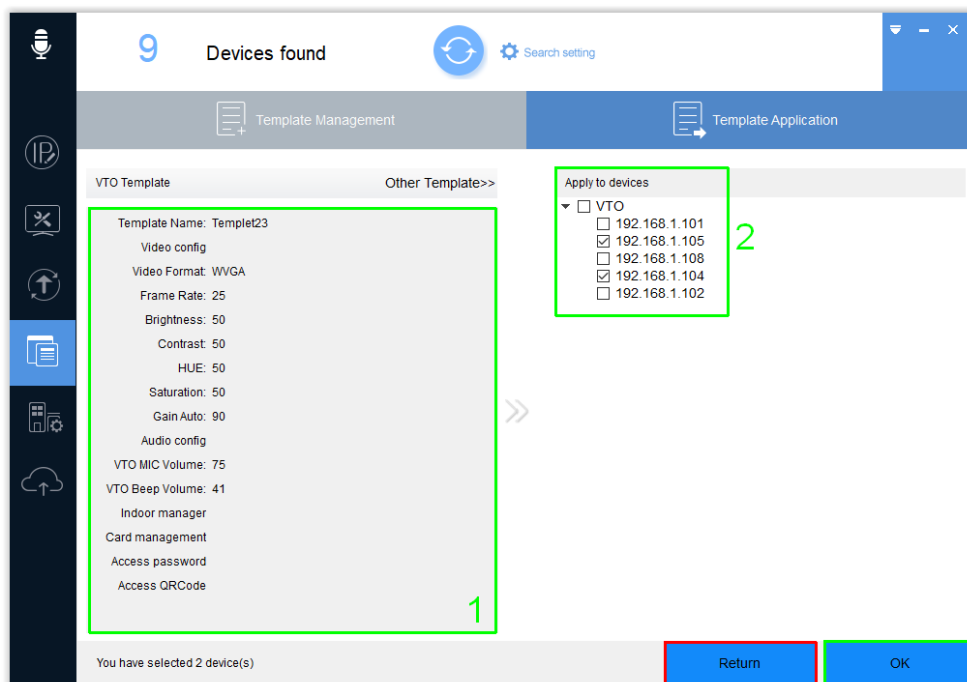 9 Devices found
Search setting
Template Management
Template Application
VTO Template
Other Template>>
Template Name: Templet23
Video config
Video Format: WVGA
Frame Rate: 25
Brightness: 50
Contrast: 50
HUE: 50
Saturation: 50
Gain Auto: 90
Audio config
VTO MIC Volume: 75
VTO Beep Volume: 41
Indoor manager
Card management
Access password
Access QRCode
1
Apply to devices
VTO
192.168.1.101
192.168.1.105
192.168.1.108
192.168.1.104
192.168.1.102
2
You have selected 2 device(s)
Return
OK
IP